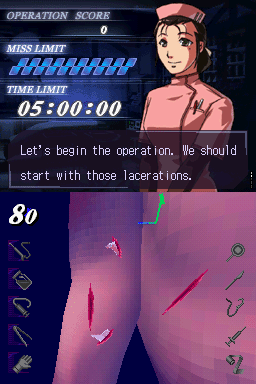 OPERATION SCORE
0
MISS LIMIT
TIME LIMIT
05:00:00
Let's begin the operation. We should
start with those lacerations.
80